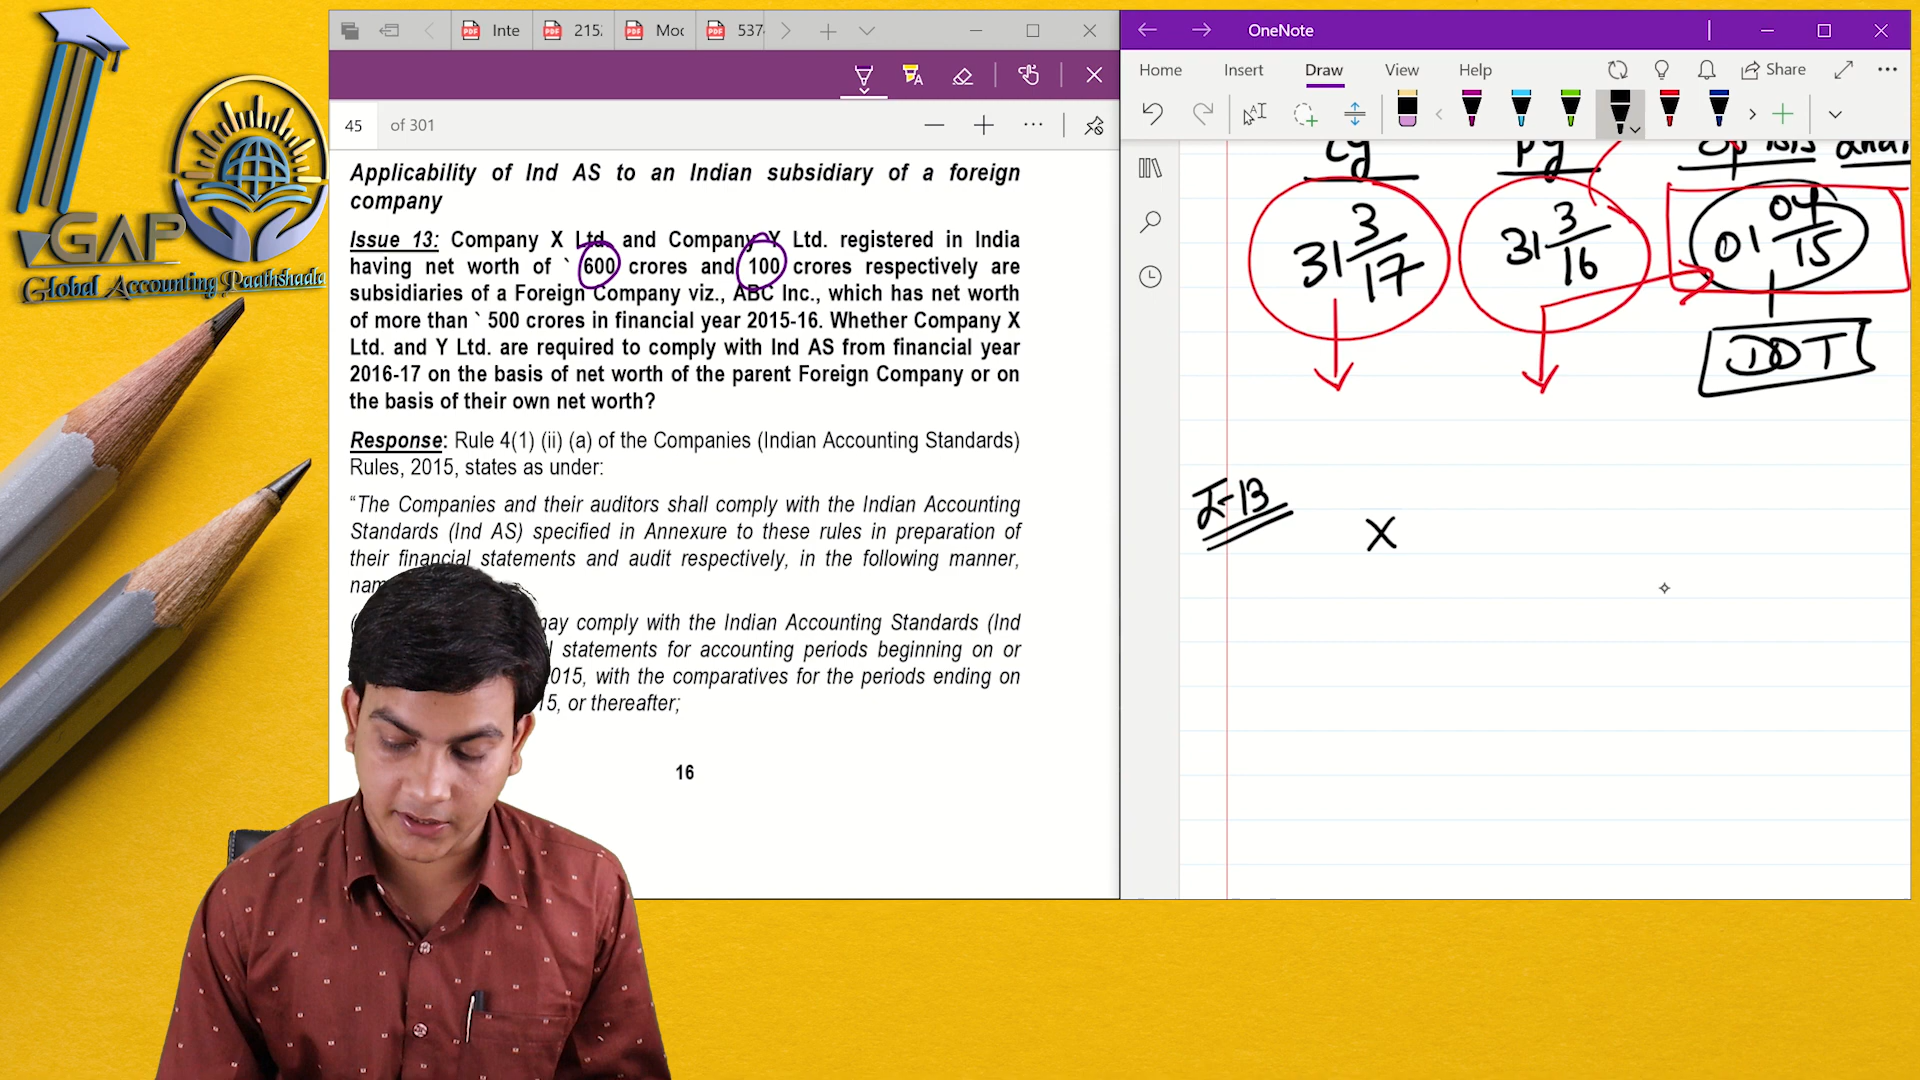 GAP
Global Accounting Paathshada
Inte
215
Moc
537
45
of 301
Applicability of Ind AS to an Indian subsidiary of a foreign
company
Issue 13: Company X Ltd. and Company Y Ltd. registered in India
having net worth of ` 600 crores and 100 crores respectively are
subsidiaries of a Foreign Company viz., ABC Inc., which has net worth
of more than ` 500 crores in financial year 2015-16. Whether Company X
Ltd. and Y Ltd. are required to comply with Ind AS from financial year
2016-17 on the basis of net worth of the parent Foreign Company or on
the basis of their own net worth?
Response: Rule 4(1) (ii) (a) of the Companies (Indian Accounting Standards)
Rules, 2015, states as under:
“The Companies and their auditors shall comply with the Indian Accounting
Standards (Ind AS) specified in Annexure to these rules in preparation of
their financial statements and audit respectively, in the following manner,
may comply with the Indian Accounting Standards (Ind
statements for accounting periods beginning on or
2015, with the comparatives for the periods ending on
15, or thereafter;
16
OneNote
Home Insert Draw View Help Share
Cy Py Op
31 3/17 31 3/16 01 04/15
DDT
I-13
X